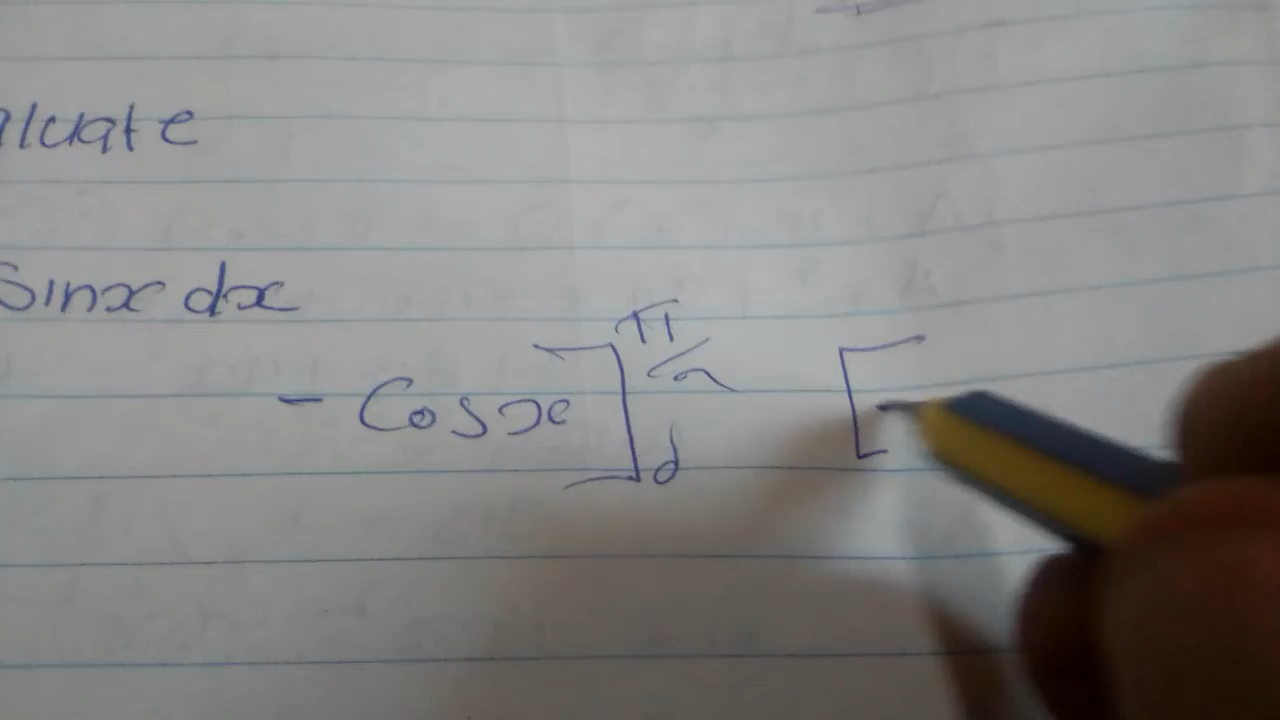 aluate
Sinx dx
- Cosx ]π/2 0 [-